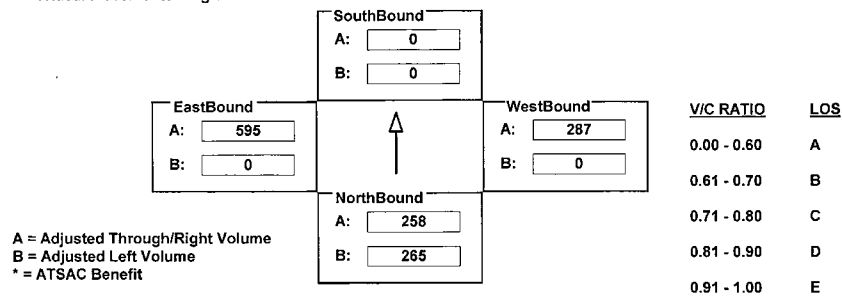 SouthBound
A: 0
B: 0
EastBound
A: 595
B: 0
WestBound
A: 287
B: 0
NorthBound
A: 258
B: 265
A = Adjusted Through/Right Volume
B = Adjusted Left Volume
* = ATSAC Benefit
V/C RATIO LOS
0.00 - 0.60 A
0.61 - 0.70 B
0.71 - 0.80 C
0.81 - 0.90 D
0.91 - 1.00 E